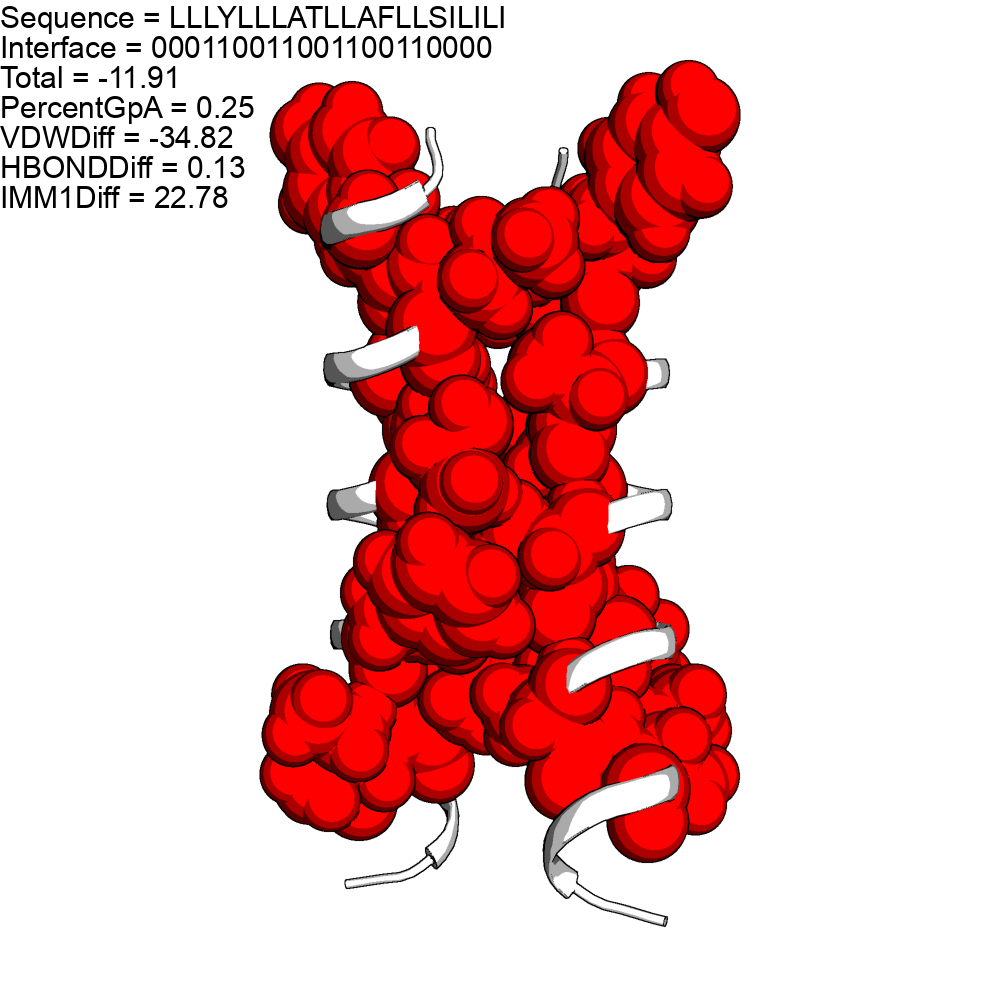 Sequence = LLLYLLLATLLAFLLSILILI
Interface = 000110011001100110000
Total = -11.91
PercentGpA = 0.25
VDWDiff = -34.82
HBONDDiff = 0.13
IMM1Diff = 22.78